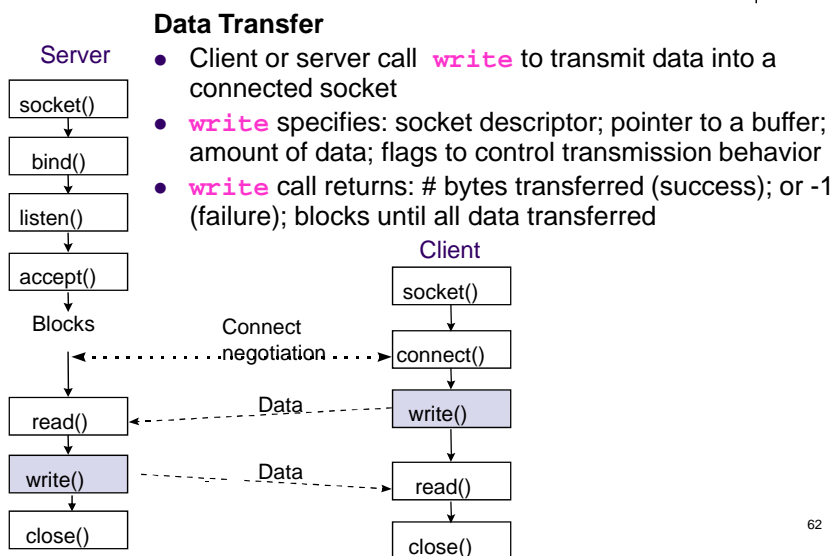 Data Transfer
Server
● Client or server call write to transmit data into a
connected socket
● write specifies: socket descriptor; pointer to a buffer;
amount of data; flags to control transmission behavior
● write call returns: # bytes transferred (success); or -1
(failure); blocks until all data transferred
socket()
bind()
listen()
accept()
Blocks
read()
write()
close()
Connect
negotiation
Data
Data
Client
socket()
connect()
write()
read()
close()
62